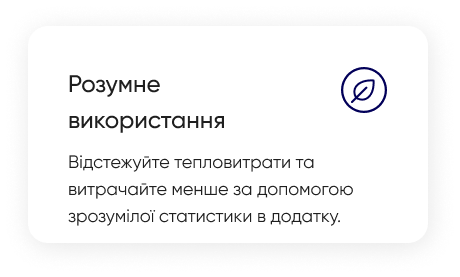 Розумне
використання
Відстежуйте тепловитрати та
витрачайте менше за допомогою
зрозумілої статистики в додатку.